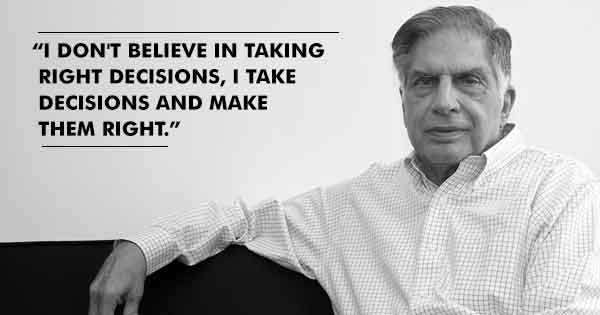 “I DON'T BELIEVE IN TAKING
RIGHT DECISIONS, I TAKE
DECISIONS AND MAKE
THEM RIGHT.”